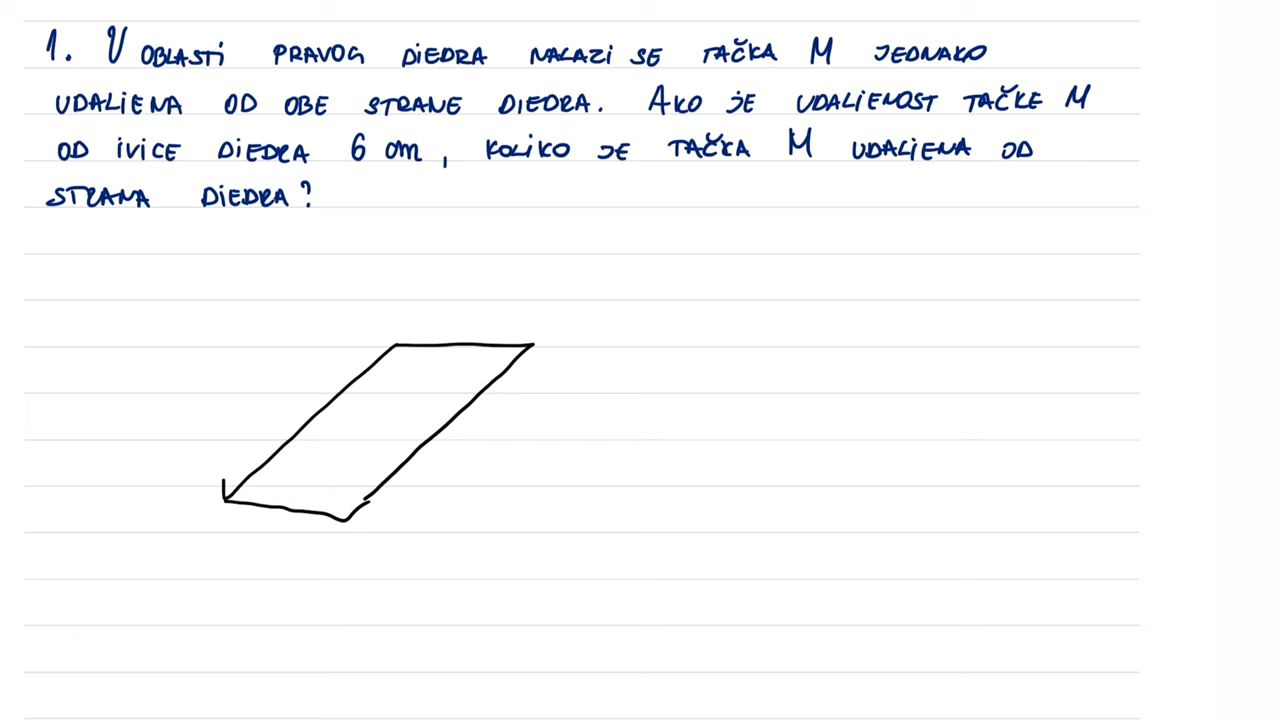 1. U OBLASTI PRAVOG DIEDRA NALAZI SE TAČKA M JEDNAKO
UDALJENA OD OBE STRANE DIEDRA. AKO JE UDALJENOST TAČKE M
OD IVICE DIEDRA 6 cm, KOLIKO JE TAČKA M UDALJENA OD
STRANA DIEDRA?